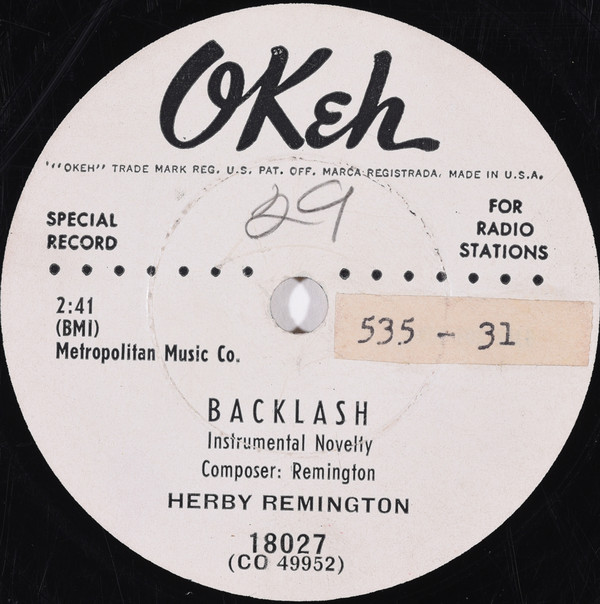 OKeh
"OKEH" TRADE MARK REG. U.S. PAT. OFF. MARCA REGISTRADA. MADE IN U.S.A.
29
SPECIAL
RECORD
FOR
RADIO
STATIONS
2:41
(BMI)
Metropolitan Music Co.
535 - 31
BACKLASH
Instrumental Novelty
Composer: Remington
HERBY REMINGTON
18027
(CO 49952)